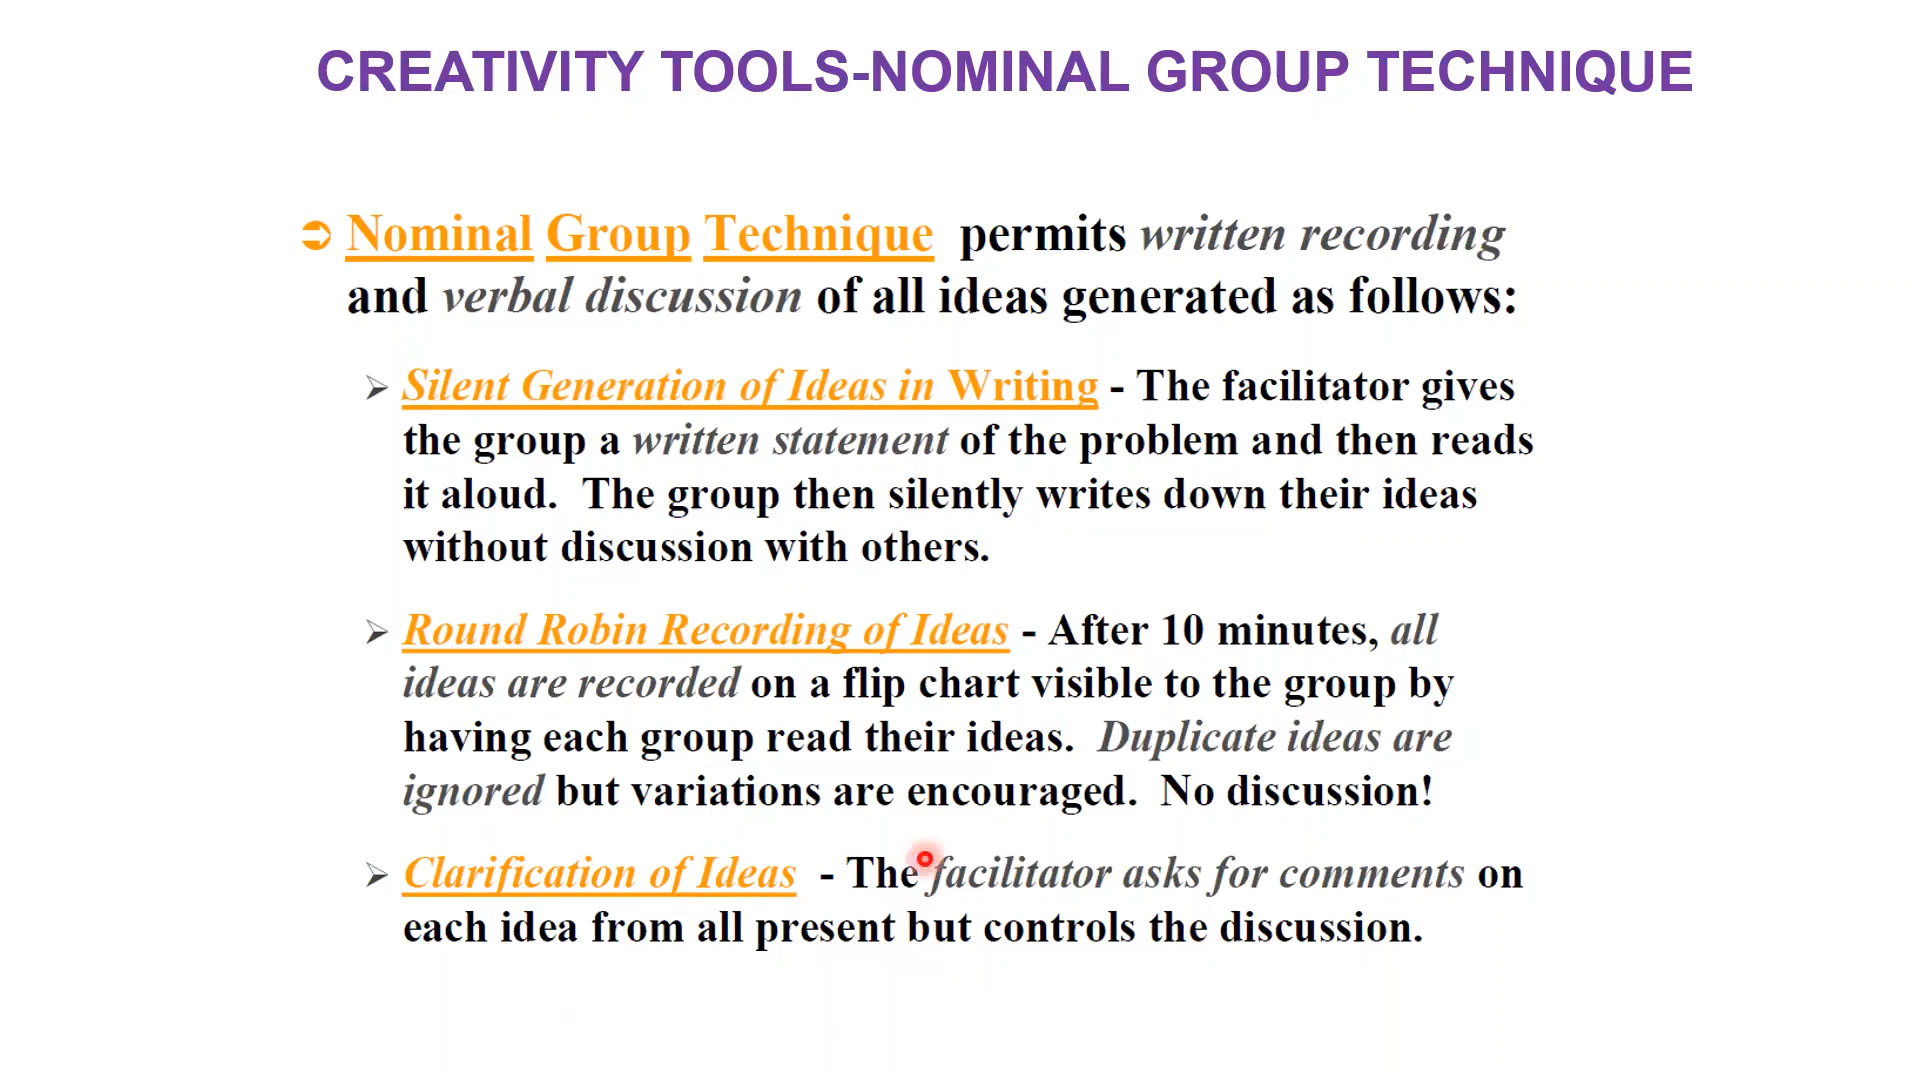 CREATIVITY TOOLS-NOMINAL GROUP TECHNIQUE
Nominal Group Technique permits written recording
and verbal discussion of all ideas generated as follows:
Silent Generation of Ideas in Writing - The facilitator gives
the group a written statement of the problem and then reads
it aloud. The group then silently writes down their ideas
without discussion with others.
Round Robin Recording of Ideas - After 10 minutes, all
ideas are recorded on a flip chart visible to the group by
having each group read their ideas. Duplicate ideas are
ignored but variations are encouraged. No discussion!
Clarification of Ideas - The facilitator asks for comments on
each idea from all present but controls the discussion.